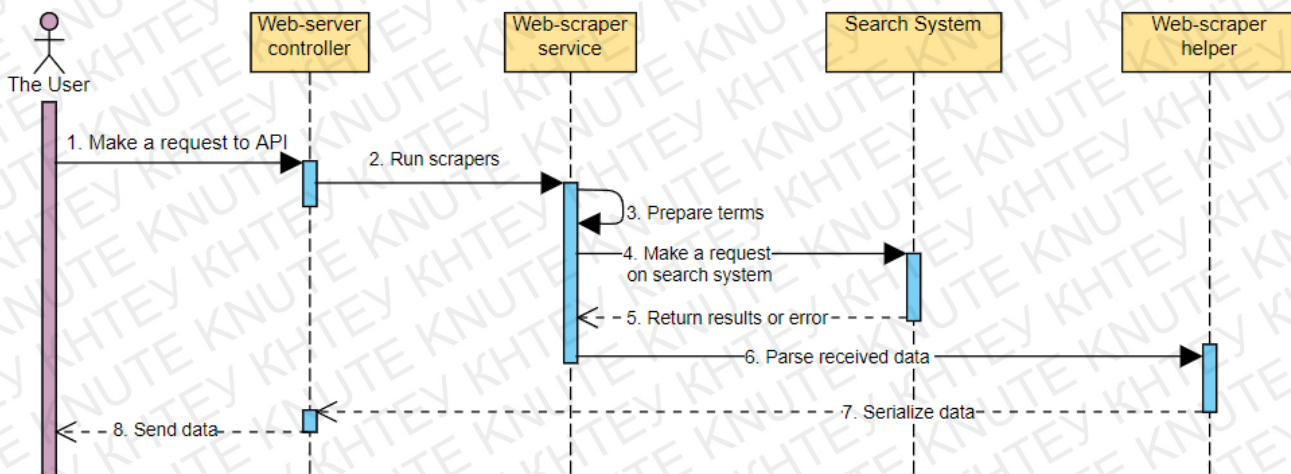 Web-server
controller
Web-scraper
service
Search System
Web-scraper
helper
The User
1. Make a request to API
2. Run scrapers
3. Prepare terms
4. Make a request
on search system
5. Return results or error
6. Parse received data
7. Serialize data
8. Send data
KNUTE KHTEY